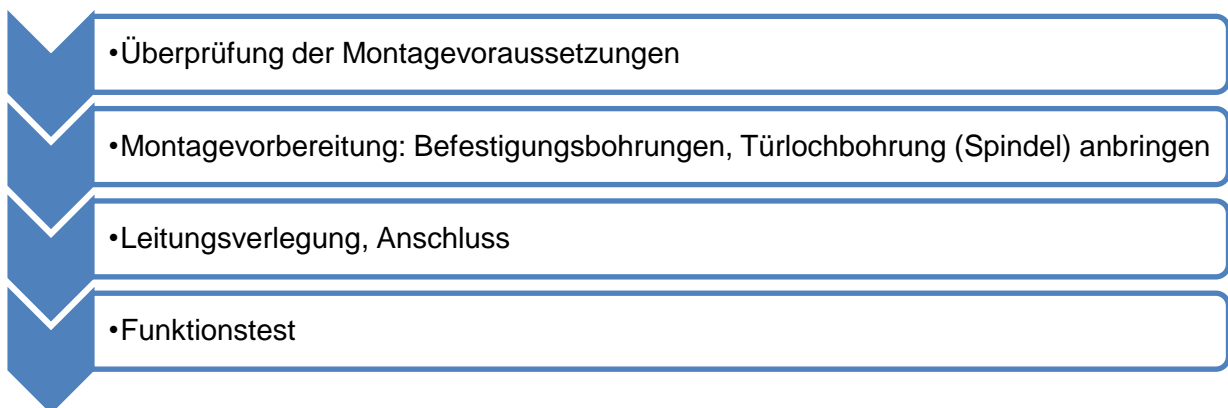 •Überprüfung der Montagevoraussetzungen
•Montagevorbereitung: Befestigungsbohrungen, Türlochbohrung (Spindel) anbringen
•Leitungsverlegung, Anschluss
•Funktionstest